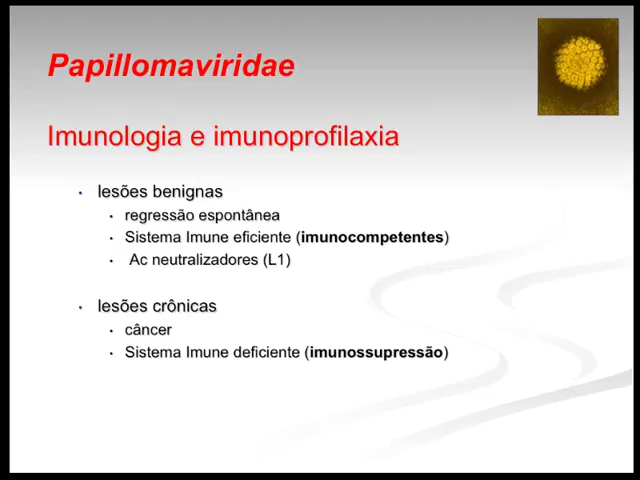 Papillomaviridae
Imunologia e imunoprofilaxia
• lesões benignas
• regressão espontânea
• Sistema Imune eficiente (imunocompetentes)
• Ac neutralizadores (L1)
• lesões crônicas
• câncer
• Sistema Imune deficiente (imunossupressão)